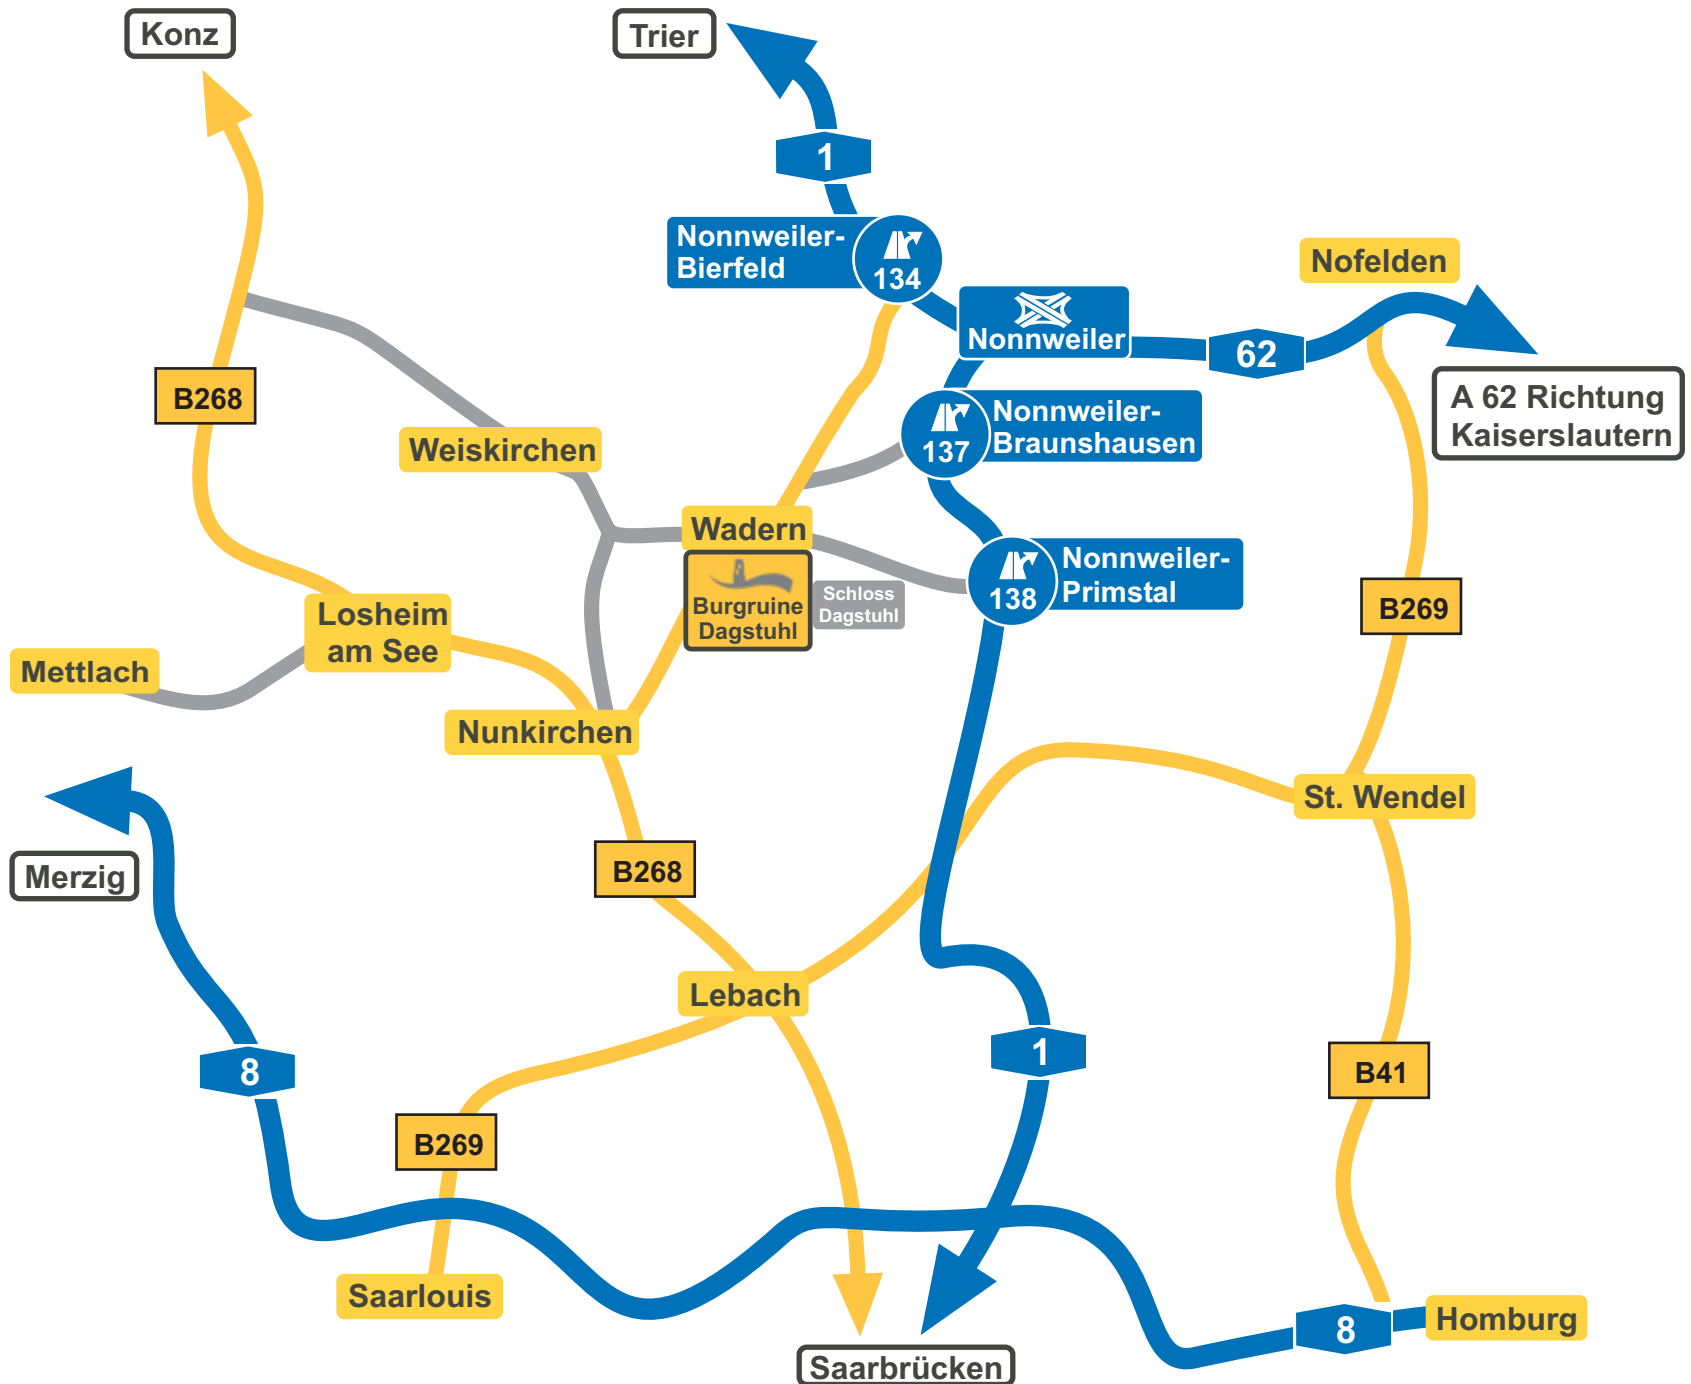 Konz
Trier
1
Nonnweiler-
Bierfeld
134
Nofelden
Nonnweiler
62
A 62 Richtung
Kaiserslautern
B268
Nonnweiler-
Braunshausen
137
Weiskirchen
Wadern
Burgruine
Dagstuhl
Schloss
Dagstuhl
Nonnweiler-
Primstal
138
B269
Losheim
am See
Mettlach
Nunkirchen
St. Wendel
Merzig
B268
Lebach
8
1
B41
B269
Saarlouis
8
Homburg
Saarbrücken